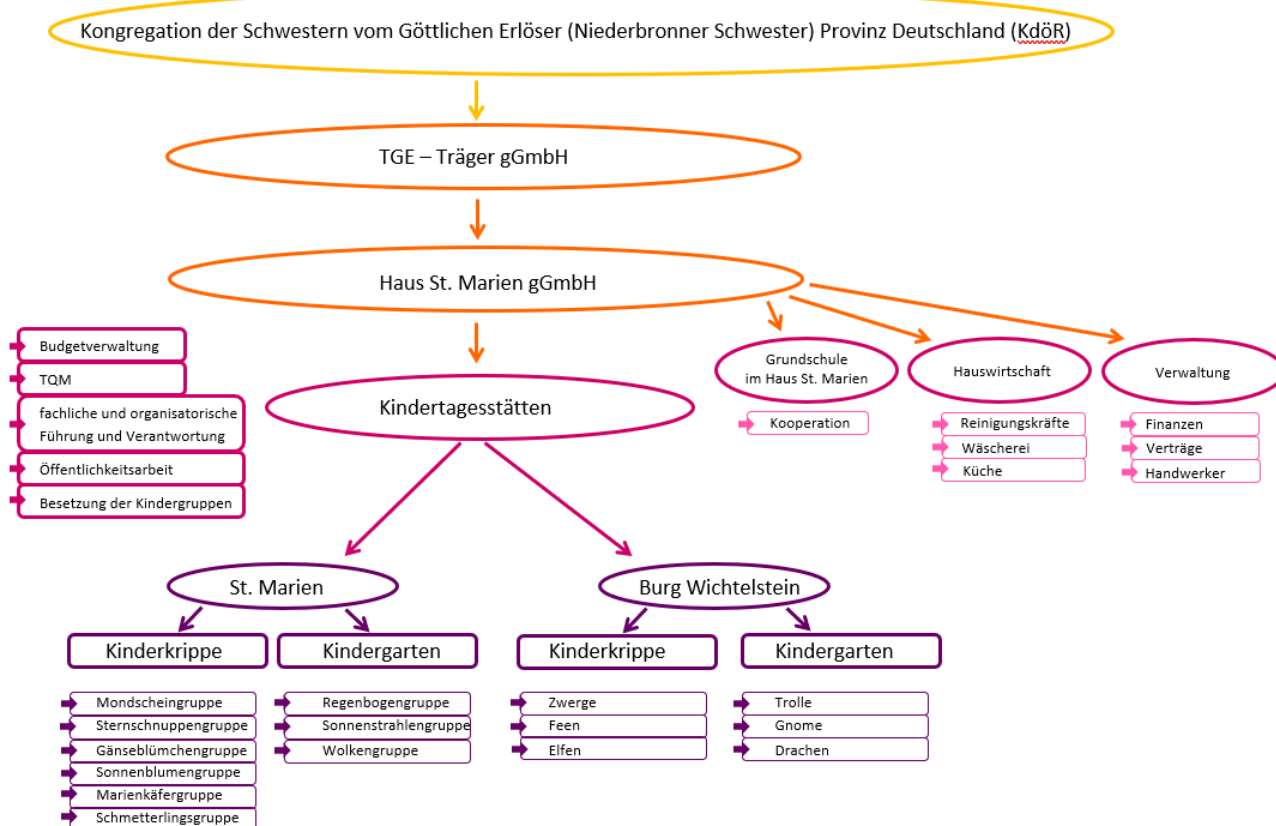 Kongregation der Schwestern vom Göttlichen Erlöser (Niederbronner Schwester) Provinz Deutschland (KdöR)
TGE – Träger gGmbH
Haus St. Marien gGmbH
Budgetverwaltung
TQM
fachliche und organisatorische
Führung und Verantwortung
Öffentlichkeitsarbeit
Besetzung der Kindergruppen
Kindertagesstätten
Grundschule
im Haus St. Marien
Kooperation
Hauswirtschaft
Reinigungskräfte
Wäscherei
Küche
Verwaltung
Finanzen
Verträge
Handwerker
St. Marien
Kinderkrippe
Mondscheingruppe
Sternschnuppengruppe
Gänseblümchengruppe
Sonnenblumengruppe
Marienkäfergruppe
Schmetterlingsgruppe
Kindergarten
Regenbogengruppe
Sonnenstrahlengruppe
Wolkengruppe
Burg Wichtelstein
Kinderkrippe
Zwerge
Feen
Elfen
Kindergarten
Trolle
Gnome
Drachen